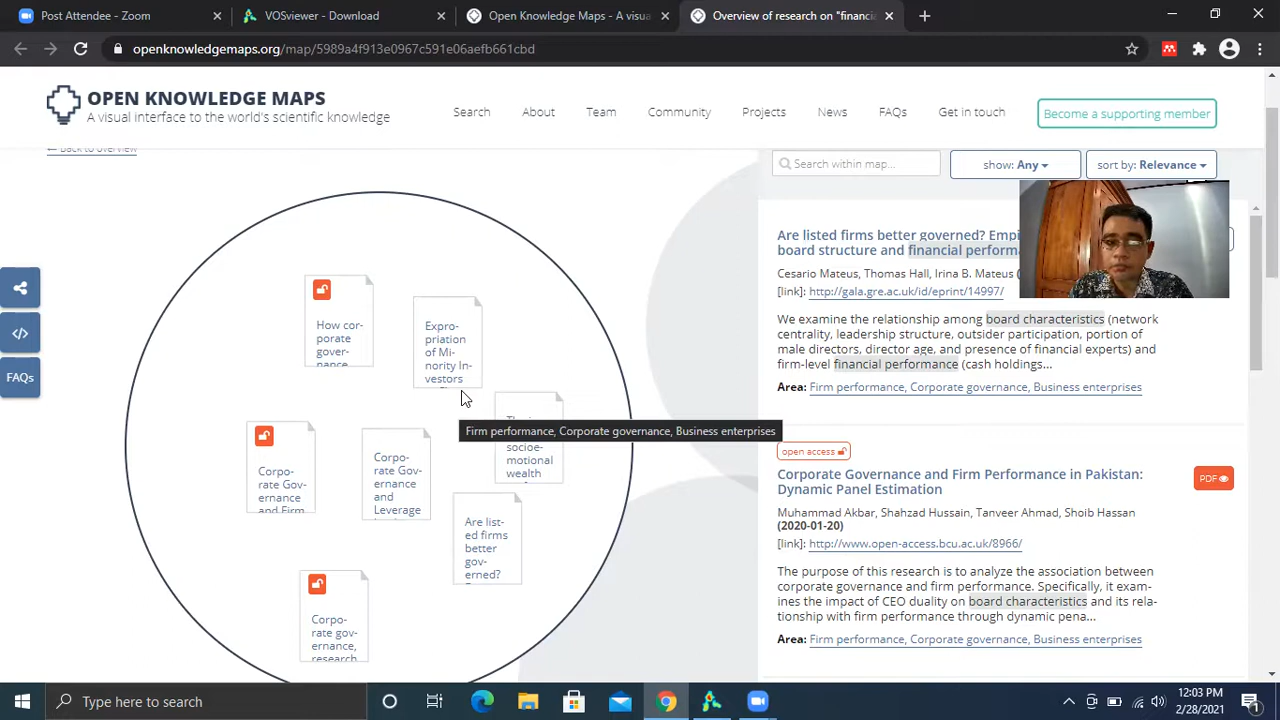 Post Attendee - Zoom
VOSviewer - Download
Open Knowledge Maps - A visua
Overview of research on "financi
openknowledgemaps.org/map/5989a4f913e0967c591e06aefb661cbd
OPEN KNOWLEDGE MAPS
A visual interface to the world's scientific knowledge
Search
About
Team
Community
Projects
News
FAQs
Get in touch
Become a supporting member
← Back to overview
Search within map...
show: Any
sort by: Relevance
FAQs
How cor-
porate
gover-
nance
Expro-
priation
of Mi-
nority In-
vestors
socioe-
motional
wealth
Corpo-
rate Gov-
ernance
and Firm
Corpo-
rate Gov-
ernance
and
Leverage
Are list-
ed firms
better
gov-
erned?
Corpo-
rate gov-
ernance,
research
Firm performance, Corporate governance, Business enterprises
Are listed firms better governed? Empi
board structure and financial performa
Cesario Mateus, Thomas Hall, Irina B. Mateus
[link]: http://gala.gre.ac.uk/id/eprint/14997/
We examine the relationship among board characteristics (network
centrality, leadership structure, outsider participation, portion of
male directors, director age, and presence of financial experts) and
firm-level financial performance (cash holdings...
Area: Firm performance, Corporate governance, Business enterprises
open access
Corporate Governance and Firm Performance in Pakistan:
Dynamic Panel Estimation
PDF
Muhammad Akbar, Shahzad Hussain, Tanveer Ahmad, Shoib Hassan
(2020-01-20)
[link]: http://www.open-access.bcu.ac.uk/8966/
The purpose of this research is to analyze the association between
corporate governance and firm performance. Specifically, it exam-
ines the impact of CEO duality on board characteristics and its rela-
tionship with firm performance through dynamic pena...
Area: Firm performance, Corporate governance, Business enterprises
Type here to search
12:03 PM
2/28/2021
1